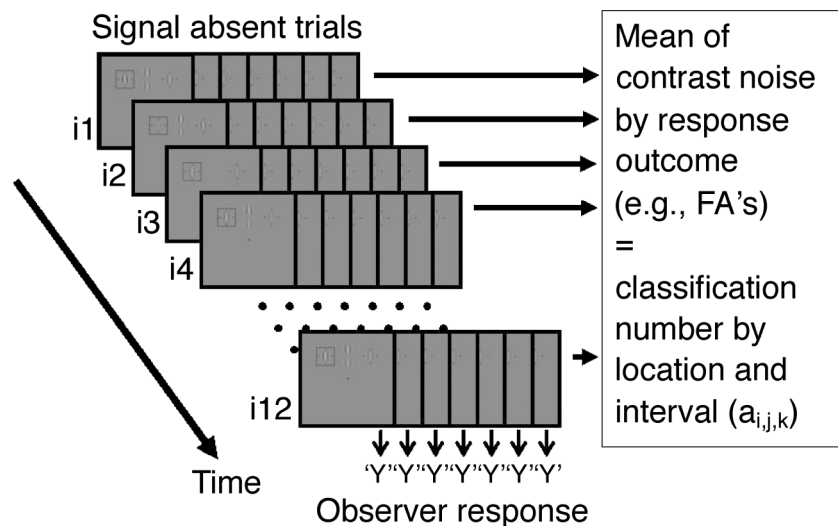 Signal absent trials
i1
i2
i3
i4
i12
Time
'Y''Y''Y''Y''Y''Y''Y'
Observer response
Mean of
contrast noise
by response
outcome
(e.g., FA's)
=
classification
number by
location and
interval (a_{i,j,k})